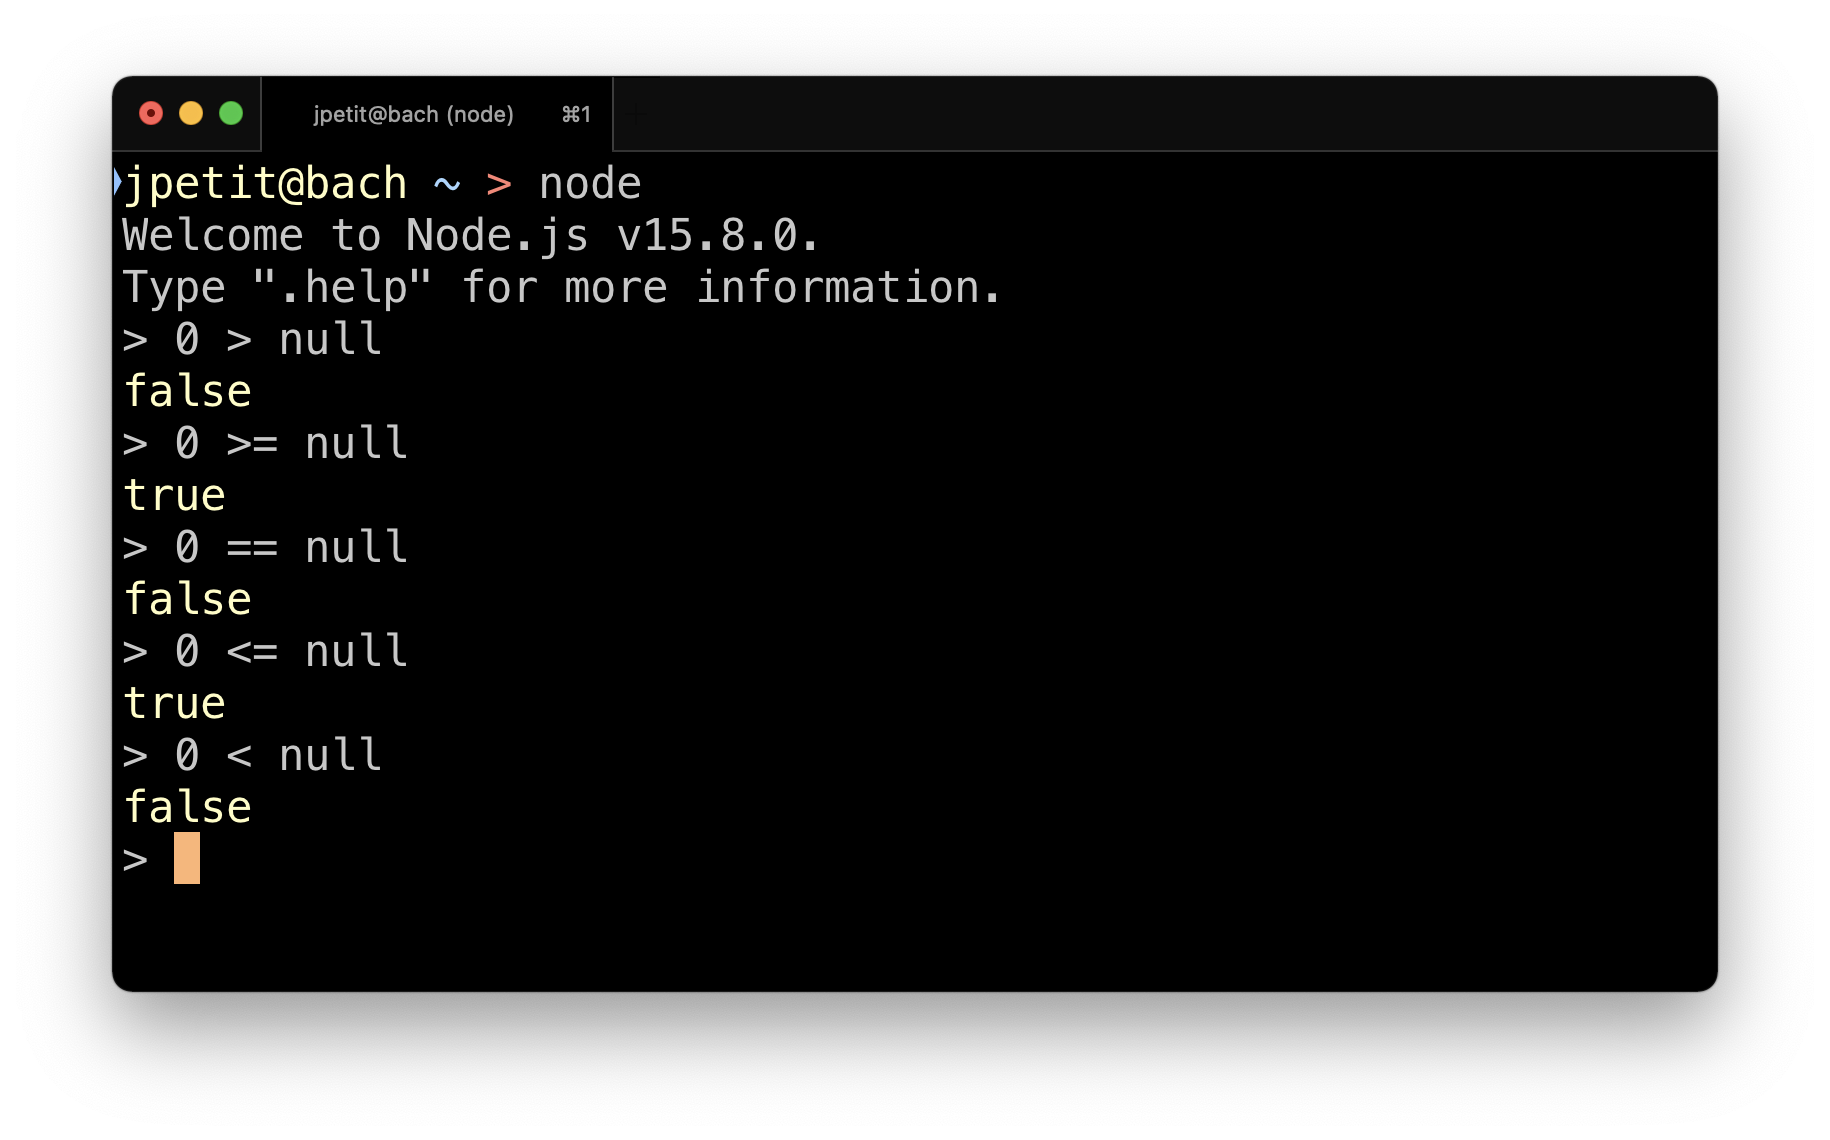 jpetit@bach (node) ⌘1
jpetit@bach ~ > node
Welcome to Node.js v15.8.0.
Type ".help" for more information.
> 0 > null
false
> 0 >= null
true
> 0 == null
false
> 0 <= null
true
> 0 < null
false
>